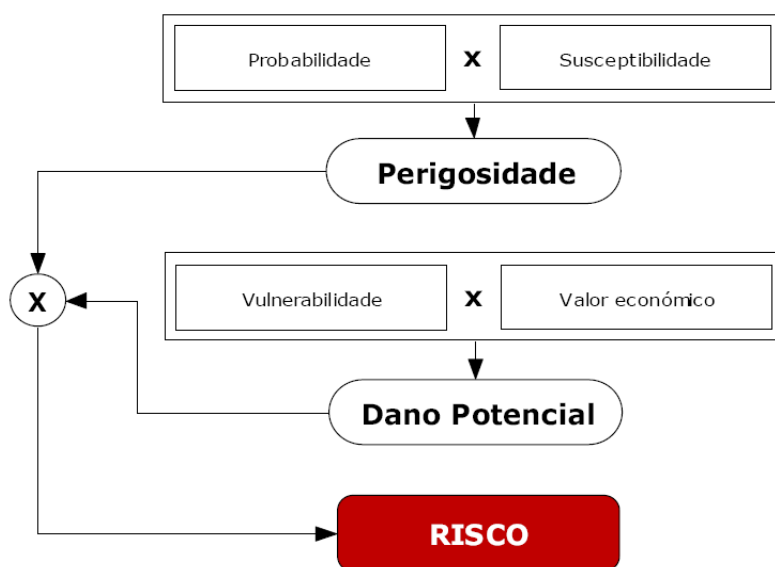 Probabilidade x Susceptibilidade
Perigosidade
Vulnerabilidade x Valor económico
X
Dano Potencial
RISCO